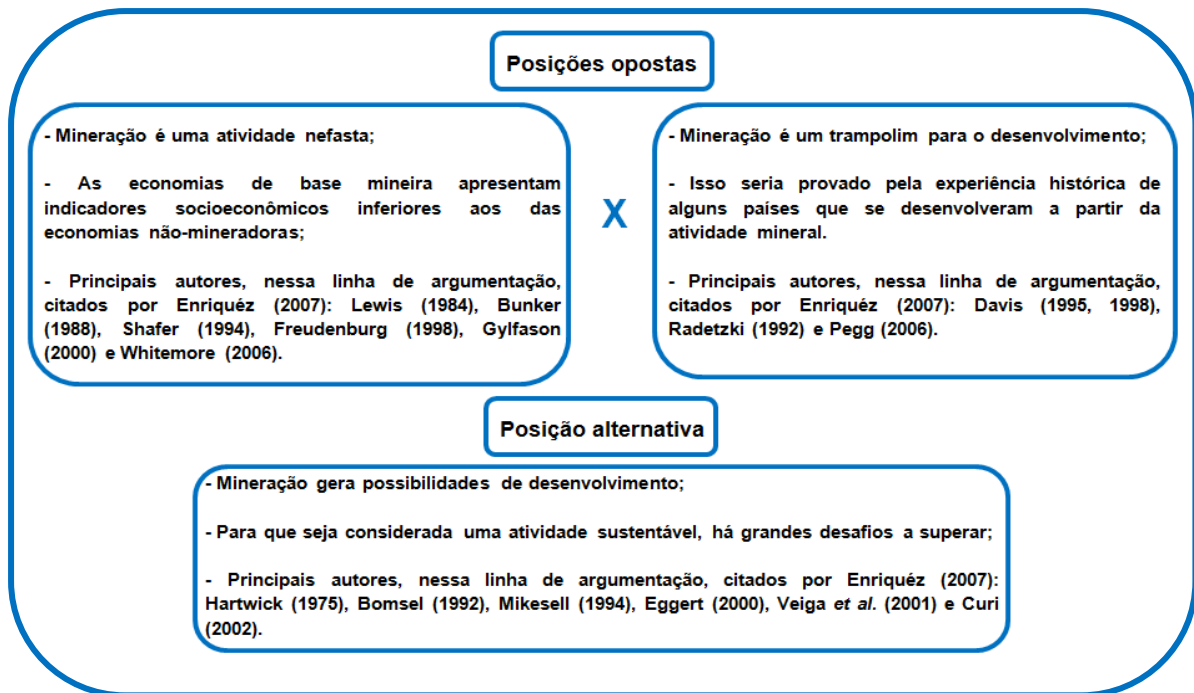 Posições opostas
- Mineração é uma atividade nefasta;
- As economias de base mineira apresentam
indicadores socioeconômicos inferiores aos das
economias não-mineradoras;
- Principais autores, nessa linha de argumentação,
citados por Enriquéz (2007): Lewis (1984), Bunker
(1988), Shafer (1994), Freudenburg (1998), Gylfason
(2000) e Whitemore (2006).
X
- Mineração é um trampolim para o desenvolvimento;
- Isso seria provado pela experiência histórica de
alguns países que se desenvolveram a partir da
atividade mineral.
- Principais autores, nessa linha de argumentação,
citados por Enriquéz (2007): Davis (1995, 1998),
Radetzki (1992) e Pegg (2006).
Posição alternativa
- Mineração gera possibilidades de desenvolvimento;
- Para que seja considerada uma atividade sustentável, há grandes desafios a superar;
- Principais autores, nessa linha de argumentação, citados por Enriquéz (2007):
Hartwick (1975), Bomsel (1992), Mikesell (1994), Eggert (2000), Veiga et al. (2001) e Curi
(2002).